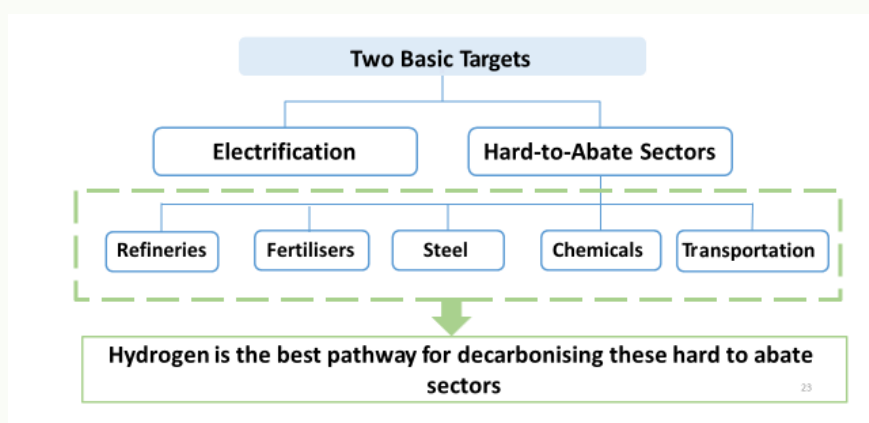 Two Basic Targets
Electrification
Hard-to-Abate Sectors
Refineries
Fertilisers
Steel
Chemicals
Transportation
Hydrogen is the best pathway for decarbonising these hard to abate
sectors
23